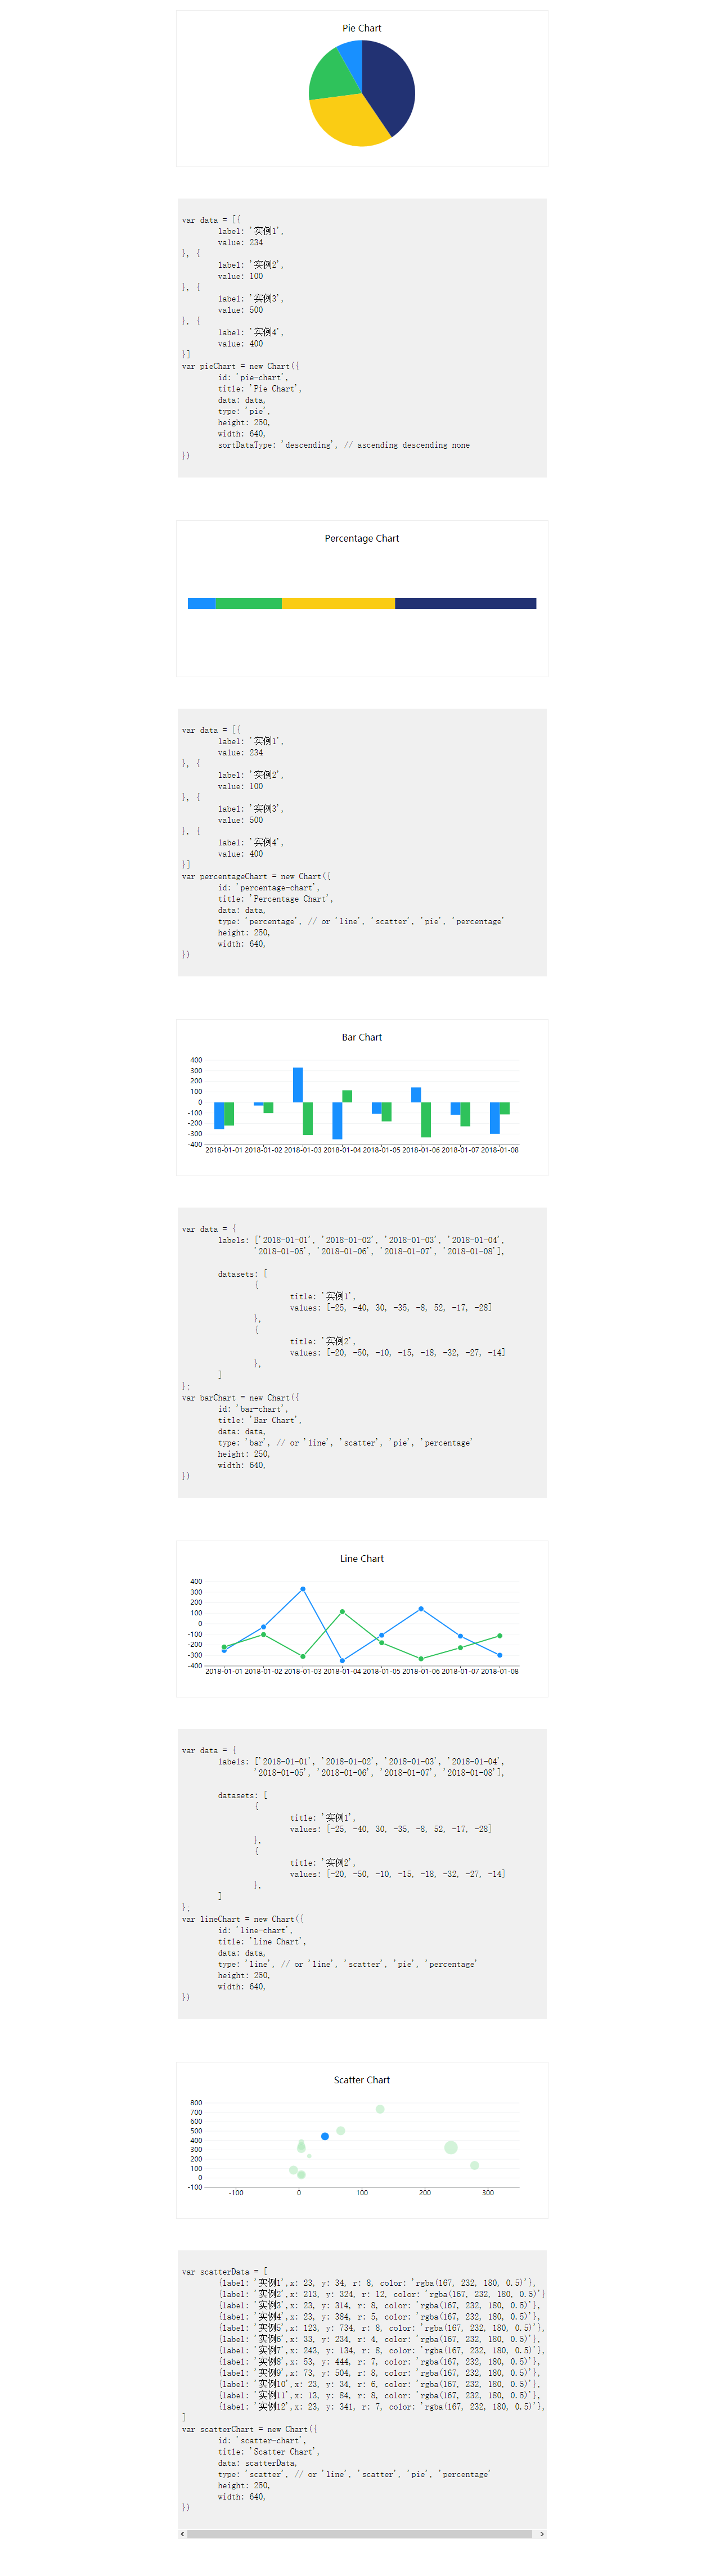 Pie Chart
var data = [{
label: '实例1',
value: 234
}, {
label: '实例2',
value: 100
}, {
label: '实例3',
value: 500
}, {
label: '实例4',
value: 400
}]
var pieChart = new Chart({
id: 'pie-chart',
title: 'Pie Chart',
data: data,
type: 'pie',
height: 250,
width: 640,
sortDataType: 'descending', // ascending descending none
})
Percentage Chart
var data = [{
label: '实例1',
value: 234
}, {
label: '实例2',
value: 100
}, {
label: '实例3',
value: 500
}, {
label: '实例4',
value: 400
}]
var percentageChart = new Chart({
id: 'percentage-chart',
title: 'Percentage Chart',
data: data,
type: 'percentage', // or 'line', 'scatter', 'pie', 'percentage'
height: 250,
width: 640,
})
Bar Chart
400
300
200
100
0
-100
-200
-300
-400
2018-01-01 2018-01-02 2018-01-03 2018-01-04 2018-01-05 2018-01-06 2018-01-07 2018-01-08
var data = {
labels: ['2018-01-01', '2018-01-02', '2018-01-03', '2018-01-04',
'2018-01-05', '2018-01-06', '2018-01-07', '2018-01-08'],
datasets: [
{
title: '实例1',
values: [-25, -40, 30, -35, -8, 52, -17, -28]
},
{
title: '实例2',
values: [-20, -50, -10, -15, -18, -32, -27, -14]
},
]
};
var barChart = new Chart({
id: 'bar-chart',
title: 'Bar Chart',
data: data,
type: 'bar', // or 'line', 'scatter', 'pie', 'percentage'
height: 250,
width: 640,
})
Line Chart
400
300
200
100
0
-100
-200
-300
-400
2018-01-01 2018-01-02 2018-01-03 2018-01-04 2018-01-05 2018-01-06 2018-01-07 2018-01-08
var data = {
labels: ['2018-01-01', '2018-01-02', '2018-01-03', '2018-01-04',
'2018-01-05', '2018-01-06', '2018-01-07', '2018-01-08'],
datasets: [
{
title: '实例1',
values: [-25, -40, 30, -35, -8, 52, -17, -28]
},
{
title: '实例2',
values: [-20, -50, -10, -15, -18, -32, -27, -14]
},
]
};
var lineChart = new Chart({
id: 'line-chart',
title: 'Line Chart',
data: data,
type: 'line', // or 'line', 'scatter', 'pie', 'percentage'
height: 250,
width: 640,
})
Scatter Chart
800
700
600
500
400
300
200
100
0
-100
-100 0 100 200 300
var scatterData = [
{label: '实例1',x: 23, y: 34, r: 8, color: 'rgba(167, 232, 180, 0.5)'},
{label: '实例2',x: 213, y: 324, r: 12, color: 'rgba(167, 232, 180, 0.5)'}
{label: '实例3',x: 23, y: 314, r: 8, color: 'rgba(167, 232, 180, 0.5)'},
{label: '实例4',x: 23, y: 384, r: 5, color: 'rgba(167, 232, 180, 0.5)'},
{label: '实例5',x: 123, y: 734, r: 8, color: 'rgba(167, 232, 180, 0.5)'},
{label: '实例6',x: 33, y: 234, r: 4, color: 'rgba(167, 232, 180, 0.5)'},
{label: '实例7',x: 243, y: 134, r: 8, color: 'rgba(167, 232, 180, 0.5)'},
{label: '实例8',x: 53, y: 444, r: 7, color: 'rgba(167, 232, 180, 0.5)'},
{label: '实例9',x: 73, y: 504, r: 8, color: 'rgba(167, 232, 180, 0.5)'},
{label: '实例10',x: 23, y: 34, r: 6, color: 'rgba(167, 232, 180, 0.5)'},
{label: '实例11',x: 13, y: 84, r: 8, color: 'rgba(167, 232, 180, 0.5)'},
{label: '实例12',x: 23, y: 341, r: 7, color: 'rgba(167, 232, 180, 0.5)'},
]
var scatterChart = new Chart({
id: 'scatter-chart',
title: 'Scatter Chart',
data: scatterData,
type: 'scatter', // or 'line', 'scatter', 'pie', 'percentage'
height: 250,
width: 640,
})